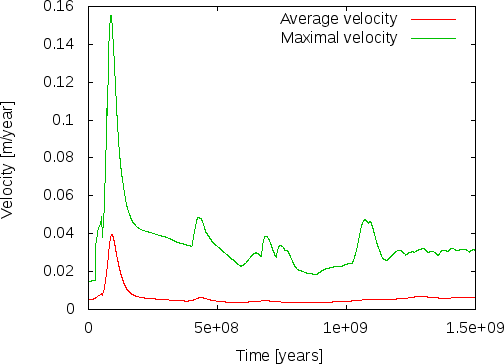 0.16
0.14
0.12
0.1
0.08
0.06
0.04
0.02
0
Velocity [m/year]
Average velocity
Maximal velocity
0 5e+08 1e+09 1.5e+09
Time [years]